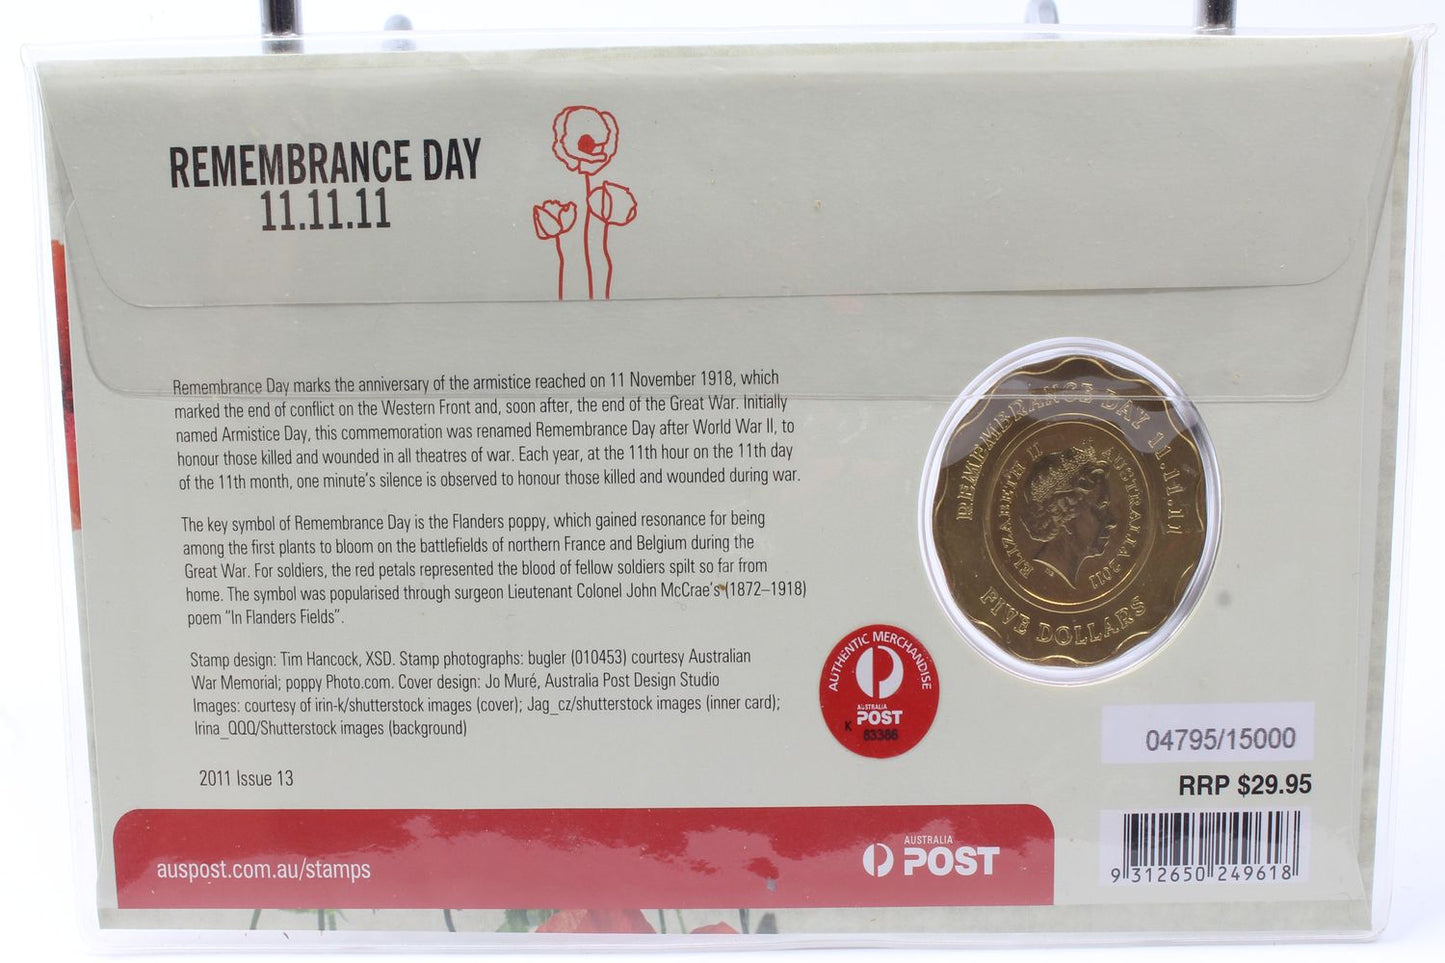 REMEMBRANCE DAY
11.11.11
Remembrance Day marks the anniversary of the armistice reached on 11 November 1918, which
marked the end of conflict on the Western Front and, soon after, the end of the Great War. Initially
named Armistice Day, this commemoration was renamed Remembrance Day after World War II, to
honour those killed and wounded in all theatres of war. Each year, at the 11th hour on the 11th day
of the 11th month, one minute's silence is observed to honour those killed and wounded during war.
The key symbol of Remembrance Day is the Flanders poppy, which gained resonance for being
among the first plants to bloom on the battlefields of northern France and Belgium during the
Great War. For soldiers, the red petals represented the blood of fellow soldiers spilt so far from
home. The symbol was popularised through surgeon Lieutenant Colonel John McCrae's (1872–1918)
poem "In Flanders Fields".
Stamp design: Tim Hancock, XSD. Stamp photographs: bugler (010453) courtesy Australian
War Memorial; poppy Photo.com. Cover design: Jo Muré, Australia Post Design Studio
Images: courtesy of irin-k/shutterstock images (cover); Jag_cz/shutterstock images (inner card);
Irina_QQQ/Shutterstock images (background)
2011 Issue 13
REMEMBRANCE DAY 11.11.11
ELIZABETH II AUSTRALIA 2011
FIVE DOLLARS
AUTHENTIC MERCHANDISE
AUSTRALIA
POST
K 63386
04795/15000
RRP $29.95
9 312650 249618
auspost.com.au/stamps
AUSTRALIA
POST